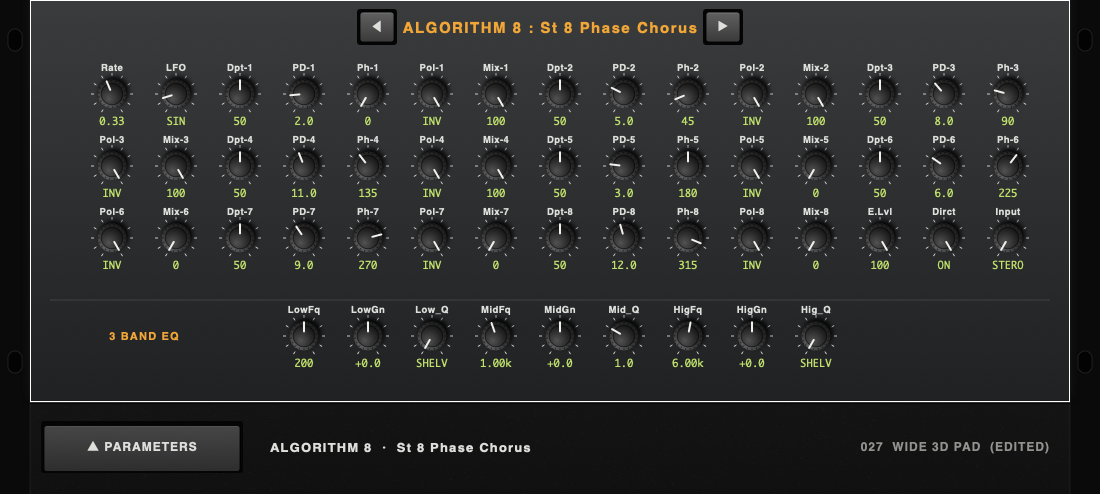 ◀ ALGORITHM 8 : St 8 Phase Chorus ▶
Rate LFO Dpt-1 PD-1 Ph-1 Pol-1 Mix-1 Dpt-2 PD-2 Ph-2 Pol-2 Mix-2 Dpt-3 PD-3 Ph-3
0.33 SIN 50 2.0 0 INV 100 50 5.0 45 INV 100 50 8.0 90
Pol-3 Mix-3 Dpt-4 PD-4 Ph-4 Pol-4 Mix-4 Dpt-5 PD-5 Ph-5 Pol-5 Mix-5 Dpt-6 PD-6 Ph-6
INV 100 50 11.0 135 INV 100 50 3.0 180 INV 0 50 6.0 225
Pol-6 Mix-6 Dpt-7 PD-7 Ph-7 Pol-7 Mix-7 Dpt-8 PD-8 Ph-8 Pol-8 Mix-8 E.Lvl Dirct Input
INV 0 50 9.0 270 INV 0 50 12.0 315 INV 0 100 ON STERO
LowFq LowGn Low_Q MidFq MidGn Mid_Q HigFq HigGn Hig_Q
3 BAND EQ
200 +0.0 SHELV 1.00k +0.0 1.0 6.00k +0.0 SHELV
▲ PARAMETERS ALGORITHM 8 · St 8 Phase Chorus 027 WIDE 3D PAD (EDITED)